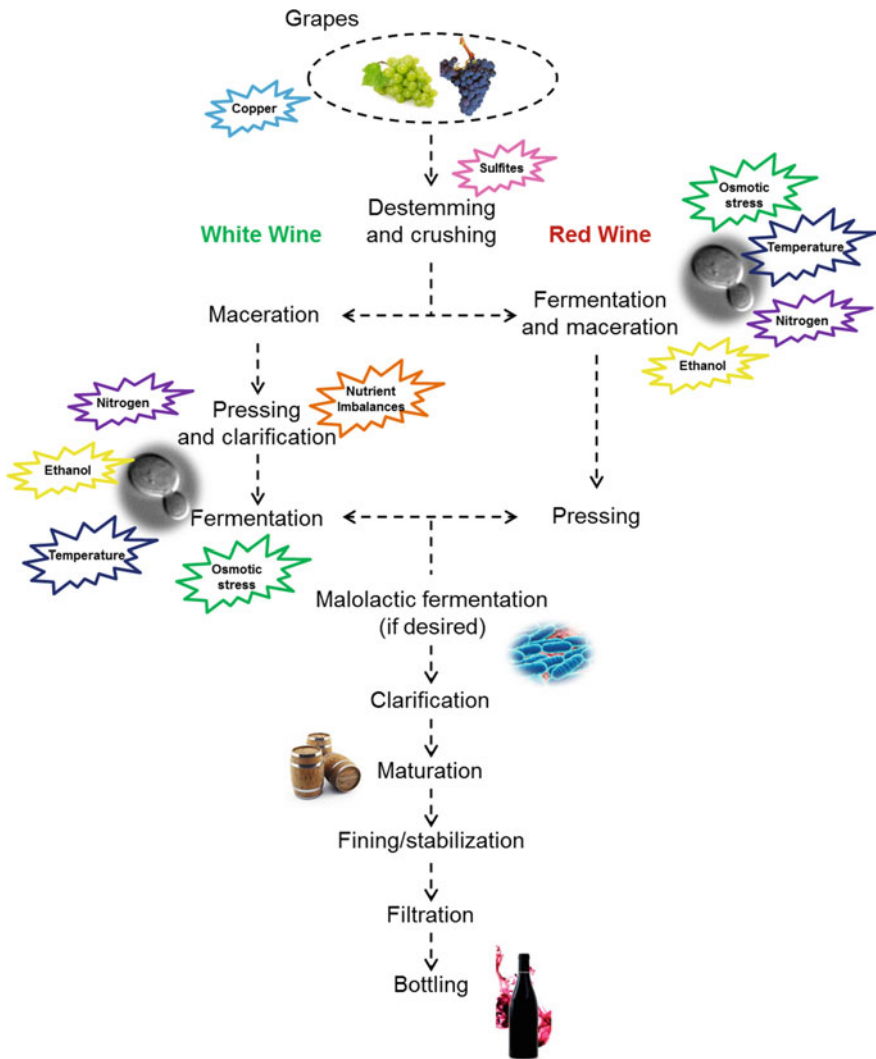 Grapes
Copper
Sulfites
Destemming
and crushing
White Wine
Red Wine
Osmotic
stress
Temperature
Nitrogen
Ethanol
Maceration
Fermentation
and maceration
Nitrogen
Nutrient
Imbalances
Pressing
and clarification
Ethanol
Fermentation
Pressing
Temperature
Osmotic
stress
Malolactic fermentation
(if desired)
Clarification
Maturation
Fining/stabilization
Filtration
Bottling